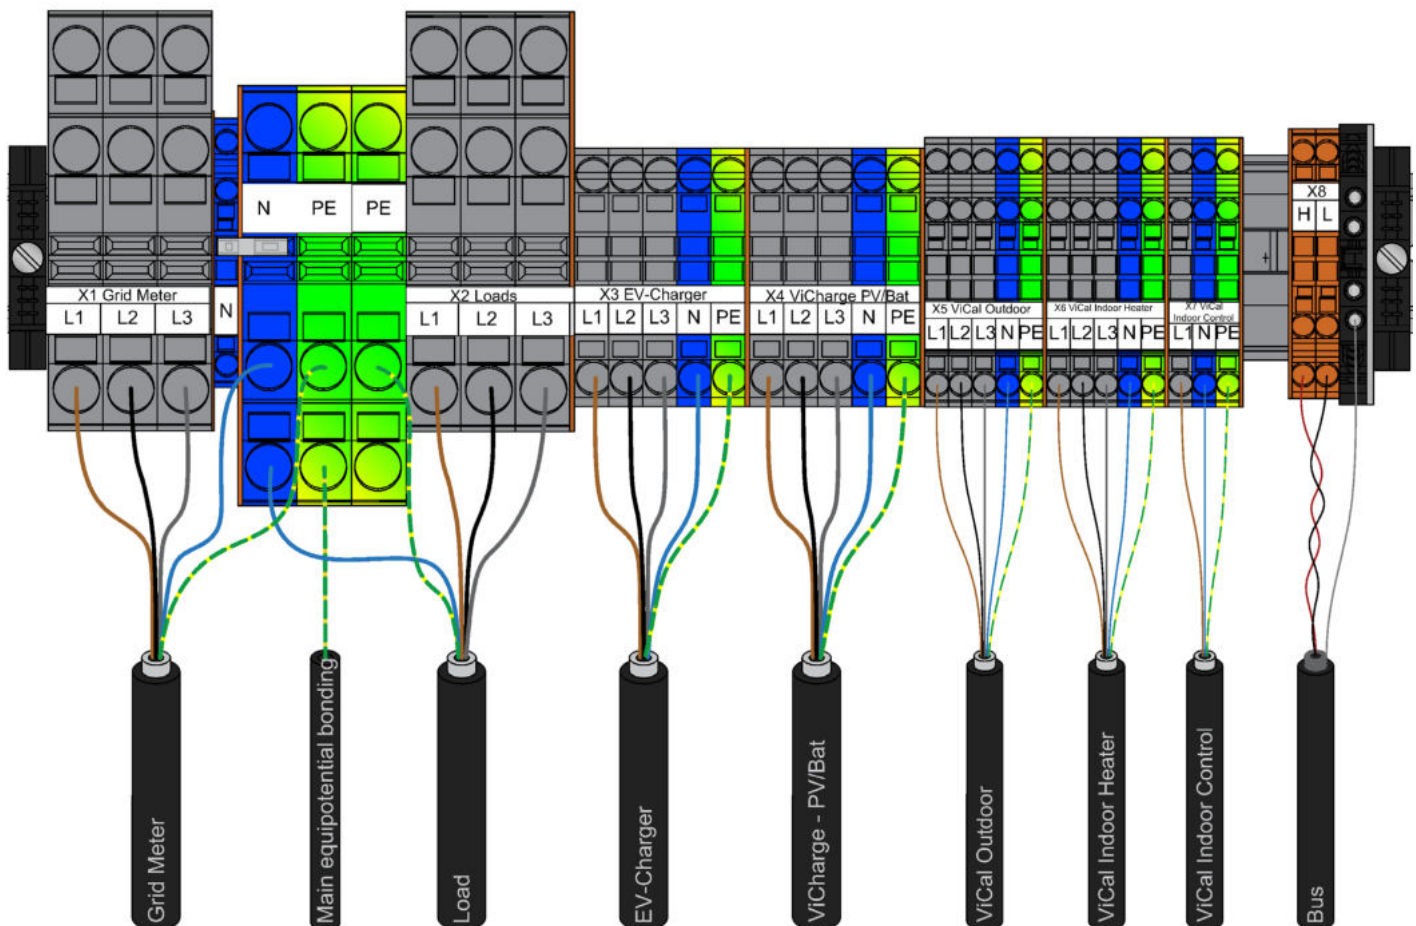 N PE PE
X8
H L
X1 Grid Meter
L1 L2 L3
N
X2 Loads
L1 L2 L3
X3 EV-Charger
L1 L2 L3 N PE
X4 ViCharge PV/Bat
L1 L2 L3 N PE
X5 ViCal Outdoor
L1 L2 L3 N PE
X6 ViCal Indoor Heater
L1 L2 L3 N PE
X7 ViCal
Indoor Control
L1 N PE
Grid Meter
Main equipotential bonding
Load
EV-Charger
ViCharge - PV/Bat
ViCal Outdoor
ViCal Indoor Heater
ViCal Indoor Control
Bus